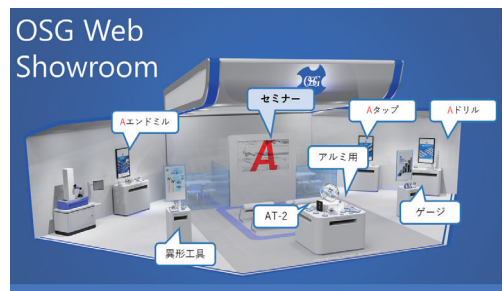 OSG Web
Showroom
OSG
セミナー
Aエンドミル
Aタップ
Aドリル
A
アルミ用
AT-2
ゲージ
異形工具